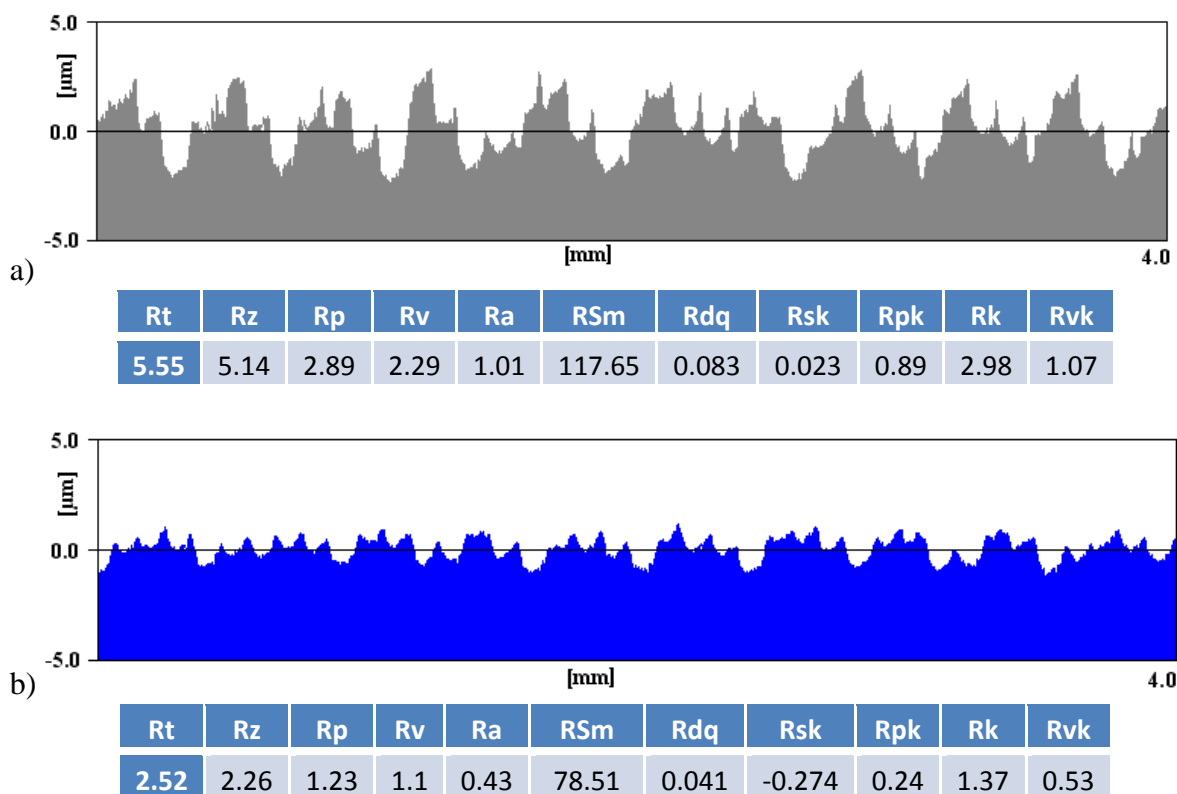 5.0
[µm]
0.0
-5.0
[mm]
4.0
a)
Rt Rz Rp Rv Ra RSm Rdq Rsk Rpk Rk Rvk
5.55 5.14 2.89 2.29 1.01 117.65 0.083 0.023 0.89 2.98 1.07
5.0
[µm]
0.0
-5.0
[mm]
4.0
b)
Rt Rz Rp Rv Ra RSm Rdq Rsk Rpk Rk Rvk
2.52 2.26 1.23 1.1 0.43 78.51 0.041 -0.274 0.24 1.37 0.53